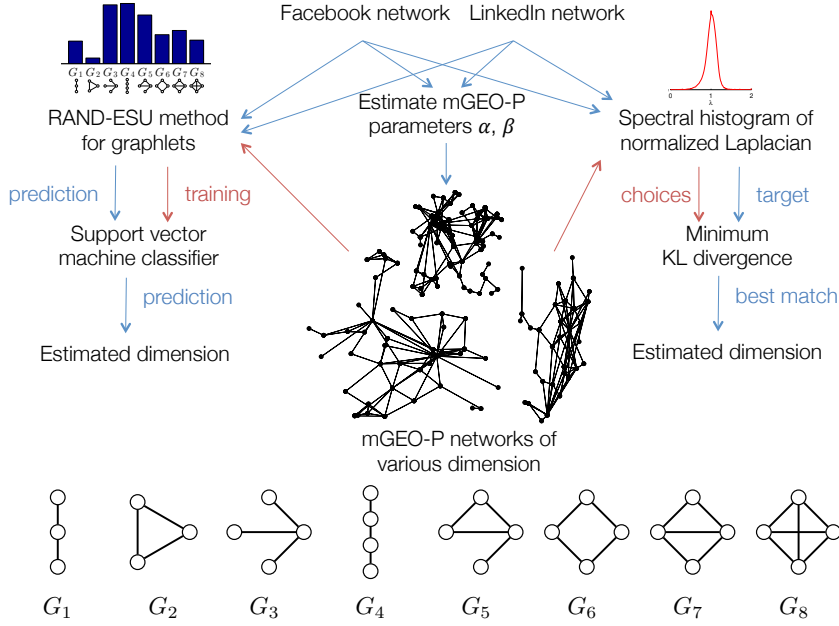 Facebook network
LinkedIn network
G1 G2 G3 G4 G5 G6 G7 G8
0 1 2
λ
RAND-ESU method
for graphlets
Estimate mGEO-P
parameters α, β
Spectral histogram of
normalized Laplacian
prediction
training
choices
target
Support vector
machine classifier
Minimum
KL divergence
prediction
best match
Estimated dimension
Estimated dimension
mGEO-P networks of
various dimension
G1 G2 G3 G4 G5 G6 G7 G8